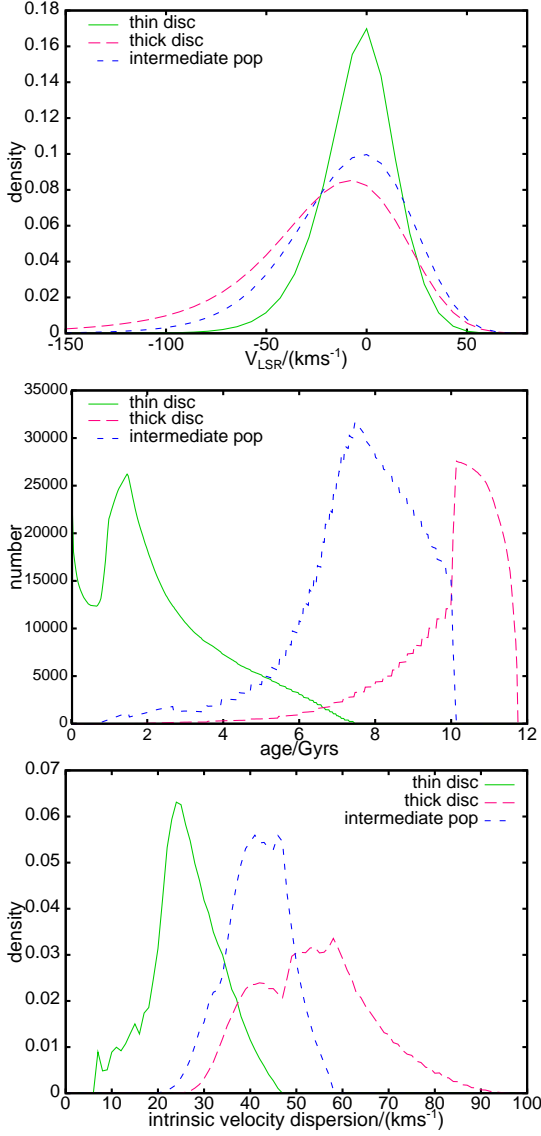 0.18
0.16
0.14
0.12
0.1
0.08
0.06
0.04
0.02
0
density
thin disc
thick disc
intermediate pop
-150 -100 -50 0 50
V_LSR/(kms⁻¹)
35000
30000
25000
20000
15000
10000
5000
0
number
thin disc
thick disc
intermediate pop
0 2 4 6 8 10 12
age/Gyrs
0.07
0.06
0.05
0.04
0.03
0.02
0.01
0
density
thin disc
thick disc
intermediate pop
0 10 20 30 40 50 60 70 80 90 100
intrinsic velocity dispersion/(kms⁻¹)